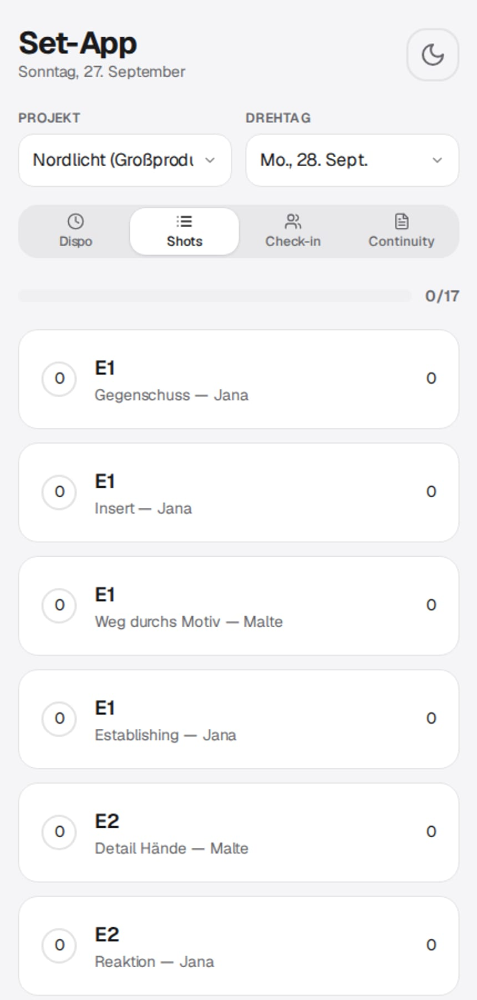 Set-App
Sonntag, 27. September
PROJEKT
DREHTAG
Nordlicht (Großprodu
Mo., 28. Sept.
Dispo
Shots
Check-in
Continuity
0/17
0
E1
Gegenschuss — Jana
0
0
E1
Insert — Jana
0
0
E1
Weg durchs Motiv — Malte
0
0
E1
Establishing — Jana
0
0
E2
Detail Hände — Malte
0
0
E2
Reaktion — Jana
0